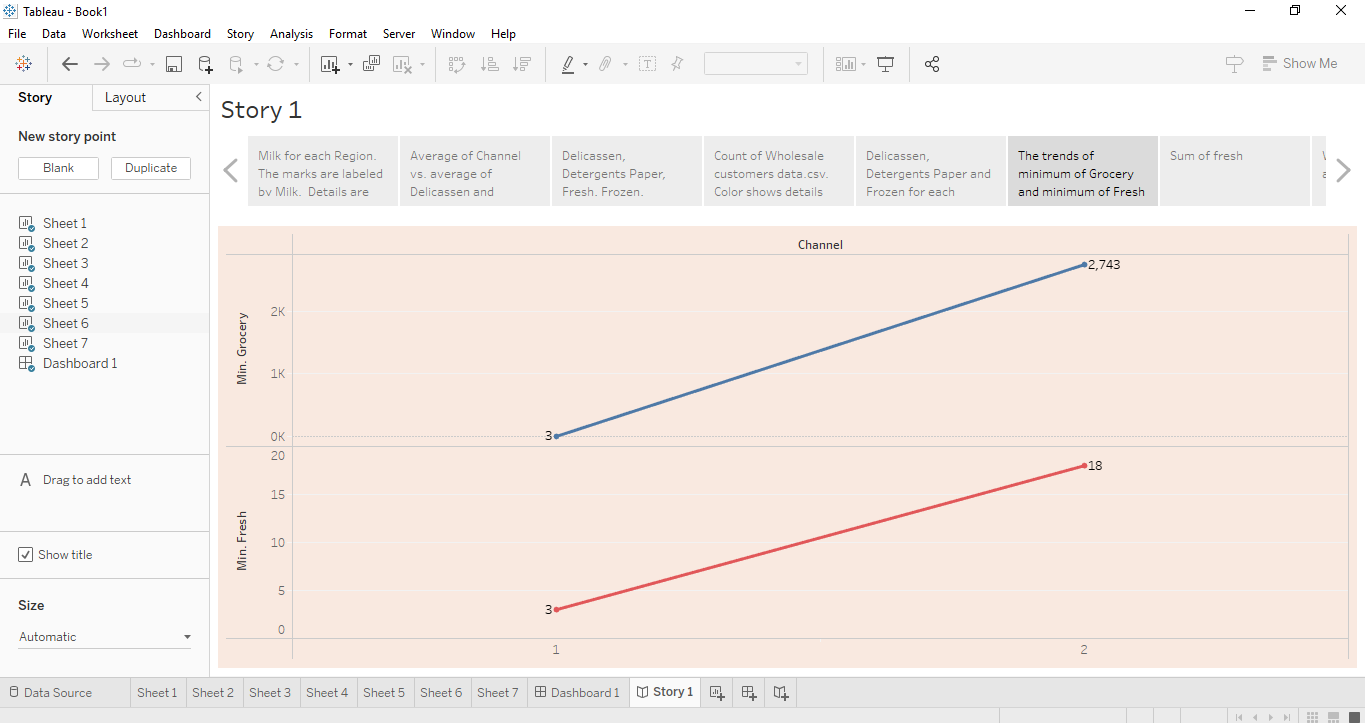 Tableau - Book1
File Data Worksheet Dashboard Story Analysis Format Server Window Help
Show Me
Story Layout
New story point
Blank Duplicate
Sheet 1
Sheet 2
Sheet 3
Sheet 4
Sheet 5
Sheet 6
Sheet 7
Dashboard 1
A Drag to add text
Show title
Size
Automatic
Story 1
Milk for each Region.
The marks are labeled
by Milk. Details are
Average of Channel
vs. average of
Delicassen and
Delicassen,
Detergents Paper,
Fresh. Frozen.
Count of Wholesale
customers data.csv.
Color shows details
Delicassen,
Detergents Paper and
Frozen for each
The trends of
minimum of Grocery
and minimum of Fresh
Sum of fresh
Channel
Min. Grocery
2K
1K
0K
2,743
3
Min. Fresh
20
15
10
5
0
18
3
1 2
Data Source Sheet 1 Sheet 2 Sheet 3 Sheet 4 Sheet 5 Sheet 6 Sheet 7 Dashboard 1 Story 1